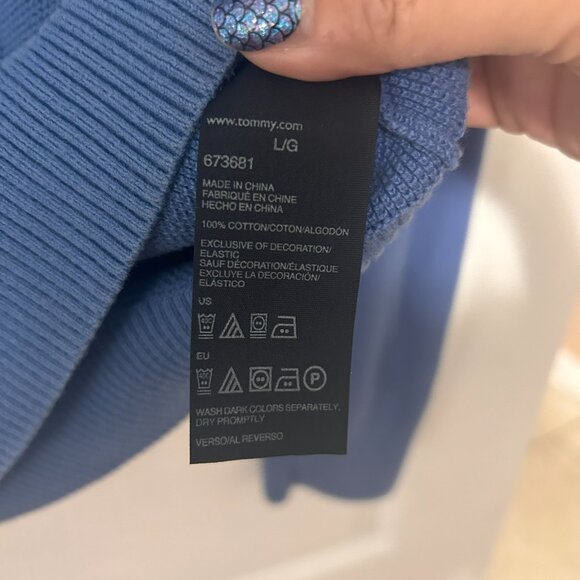 www.tommy.com
L/G
673681
MADE IN CHINA
FABRIQUÉ EN CHINE
HECHO EN CHINA
100% COTTON/COTON/ALGODÓN
EXCLUSIVE OF DECORATION/
ELASTIC
SAUF DÉCORATION/ÉLASTIQUE
EXCLUYE LA DECORACIÓN/
ELÁSTICO
US
40C
EU
40C
P
WASH DARK COLORS SEPARATELY,
DRY PROMPTLY
VERSO/AL REVERSO